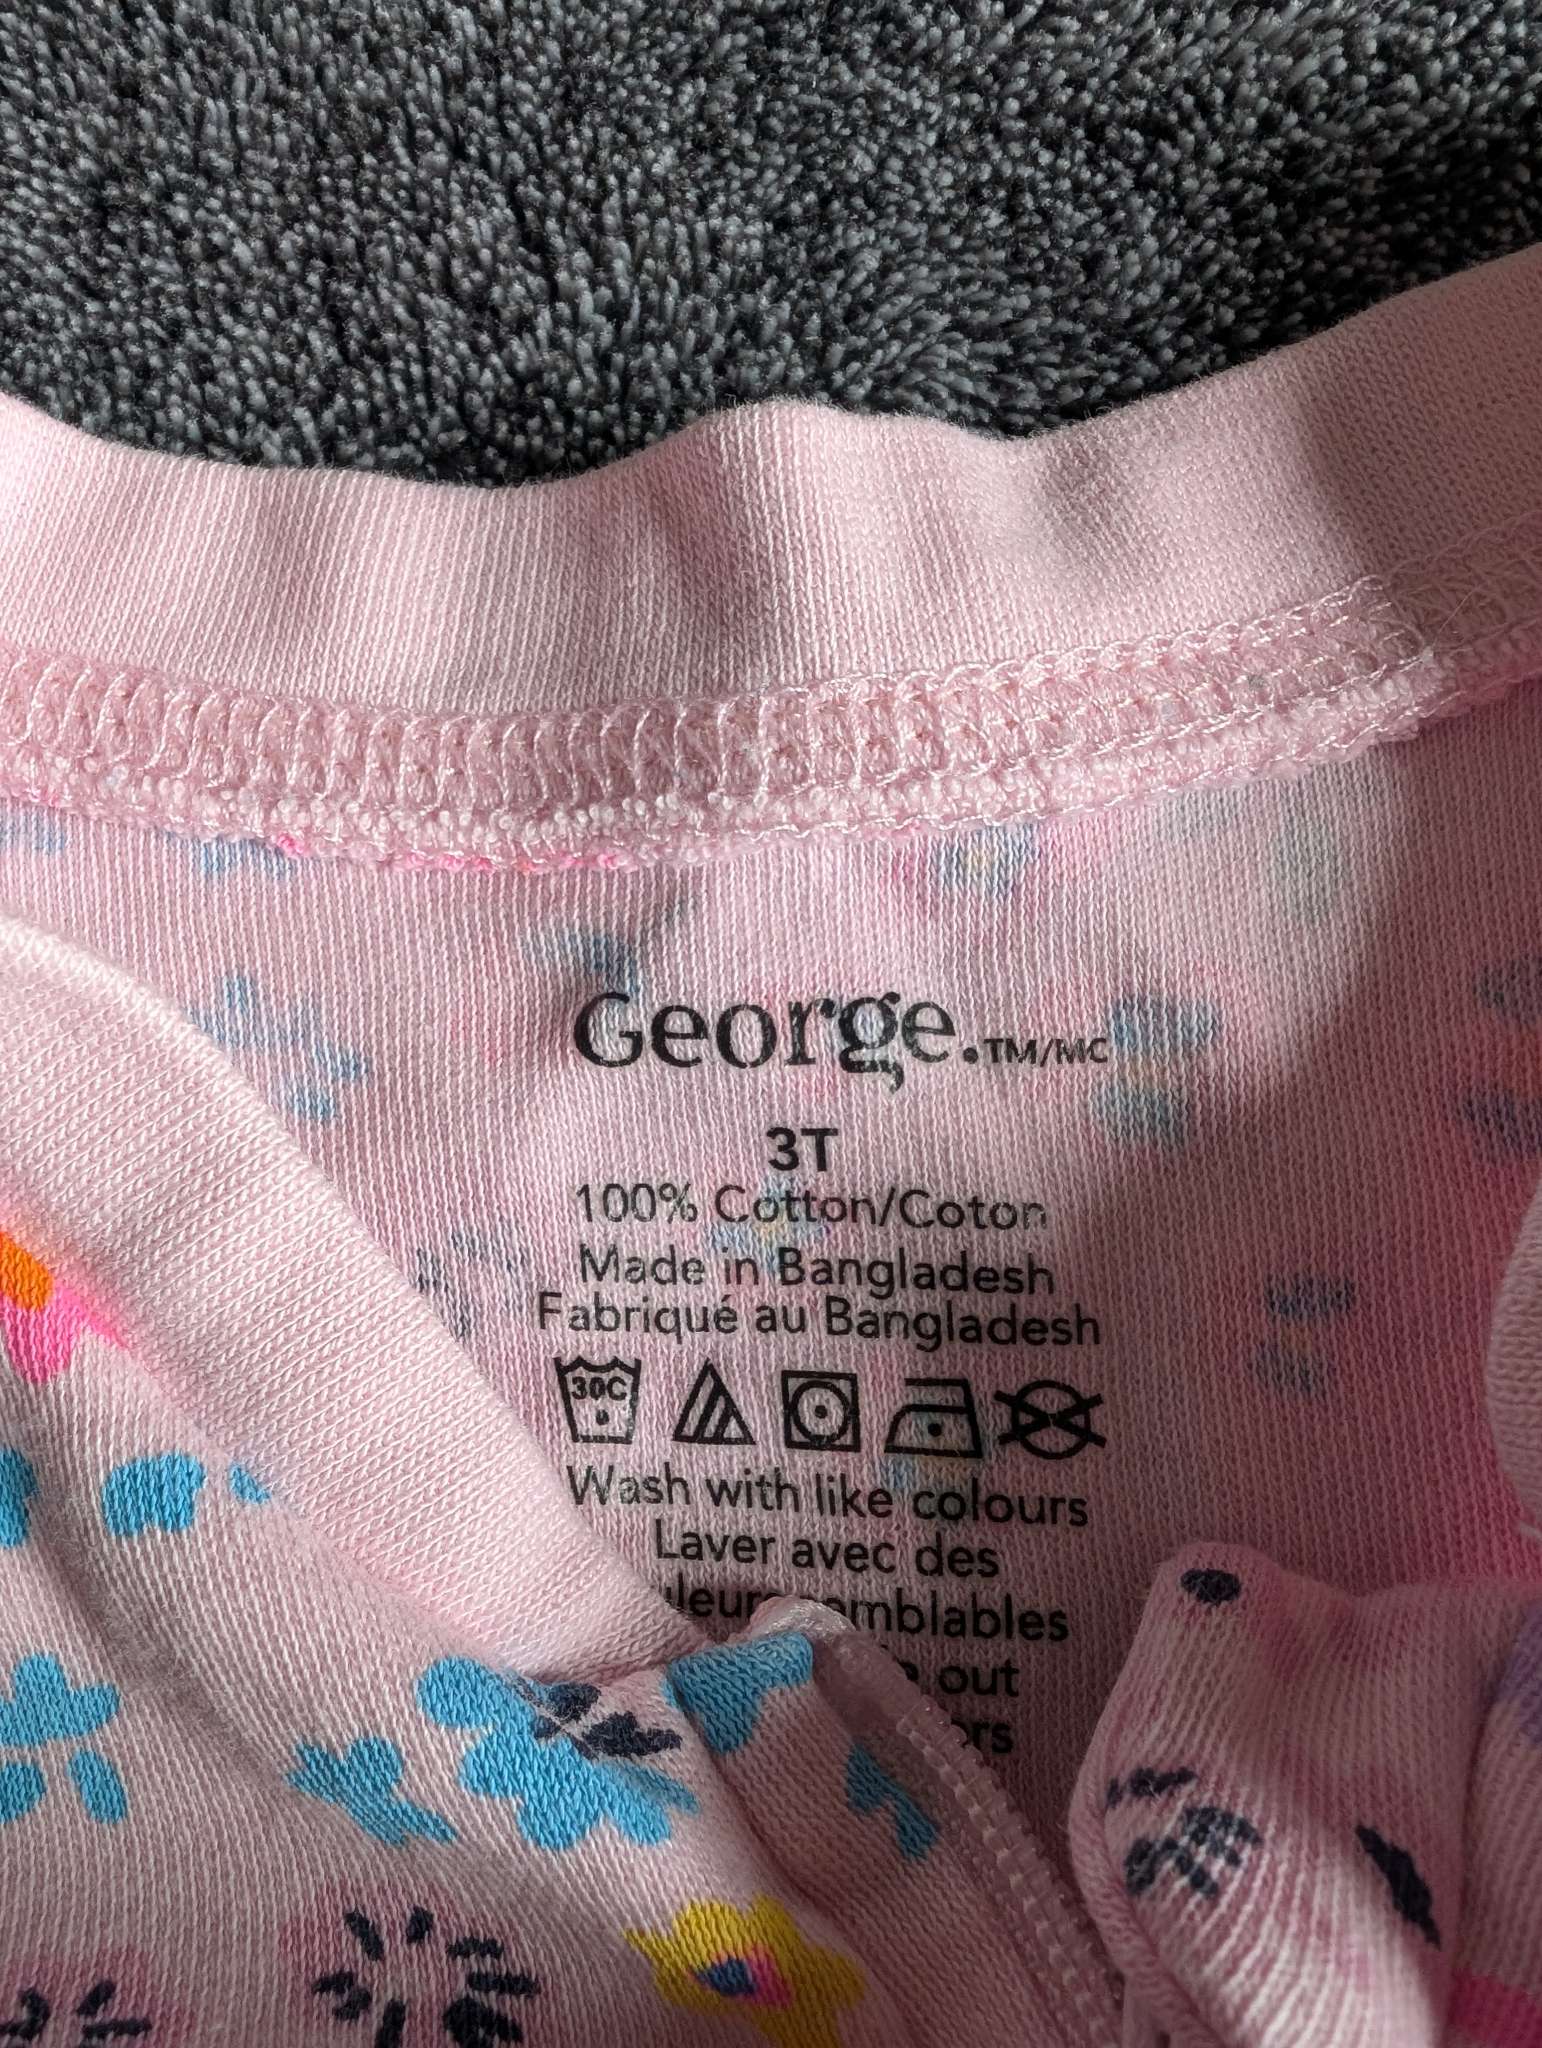 George.TM/MC
3T
100% Cotton/Coton
Made in Bangladesh
Fabriqué au Bangladesh
30C
Wash with like colours
Laver avec des
out